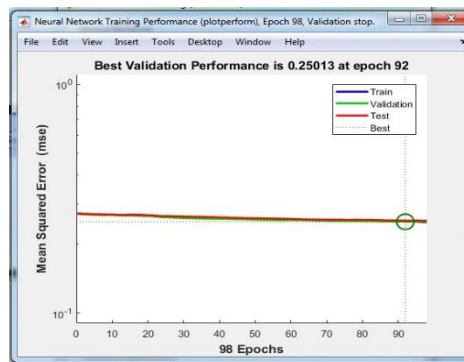 Neural Network Training Performance (plotperform), Epoch 98, Validation stop.
File Edit View Insert Tools Desktop Window Help
Best Validation Performance is 0.25013 at epoch 92
Mean Squared Error (mse)
10⁰
10⁻¹
Train
Validation
Test
Best
0 10 20 30 40 50 60 70 80 90
98 Epochs